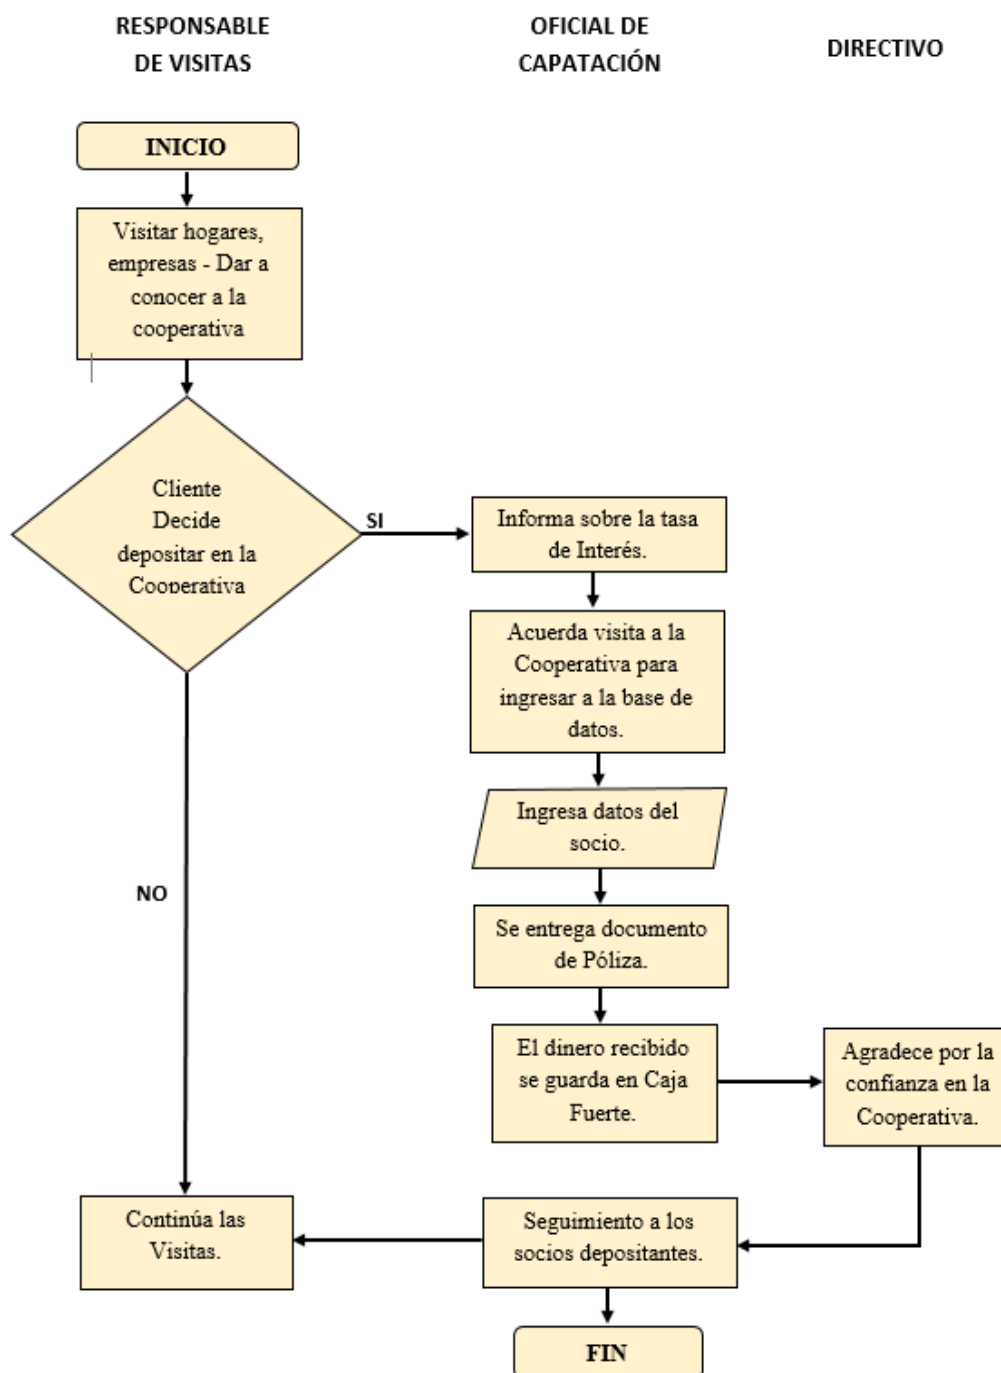 RESPONSABLE
DE VISITAS
OFICIAL DE
CAPATACIÓN
DIRECTIVO
INICIO
Visitar hogares,
empresas - Dar a
conocer a la
cooperativa
Cliente
Decide
depositar en la
Cooperativa
SI
Informa sobre la tasa
de Interés.
Acuerda visita a la
Cooperativa para
ingresar a la base de
datos.
Ingresa datos del
socio.
NO
Se entrega documento
de Póliza.
El dinero recibido
se guarda en Caja
Fuerte.
Agradece por la
confianza en la
Cooperativa.
Continúa las
Visitas.
Seguimiento a los
socios depositantes.
FIN